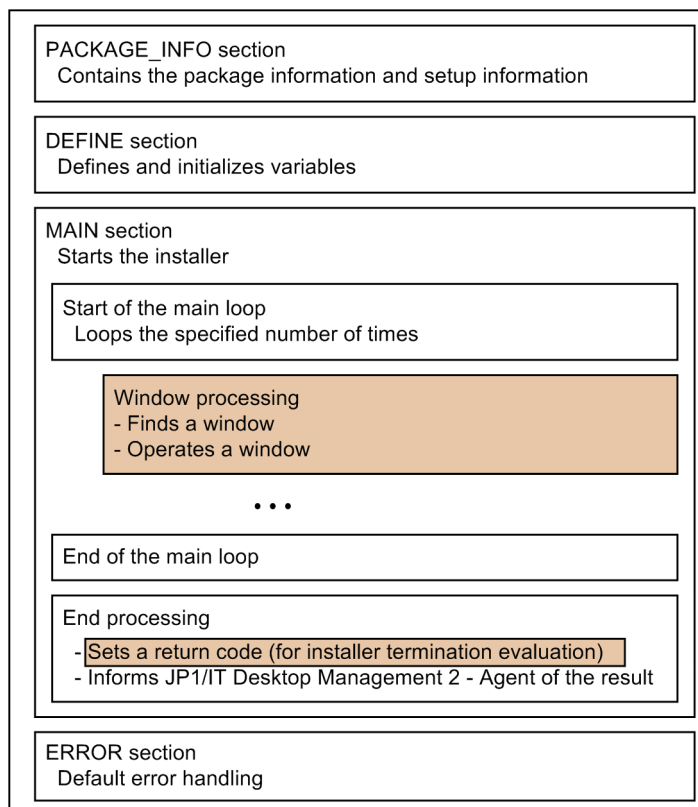 PACKAGE_INFO section
Contains the package information and setup information
DEFINE section
Defines and initializes variables
MAIN section
Starts the installer
Start of the main loop
Loops the specified number of times
Window processing
- Finds a window
- Operates a window
• • •
End of the main loop
End processing
- Sets a return code (for installer termination evaluation)
- Informs JP1/IT Desktop Management 2 - Agent of the result
ERROR section
Default error handling